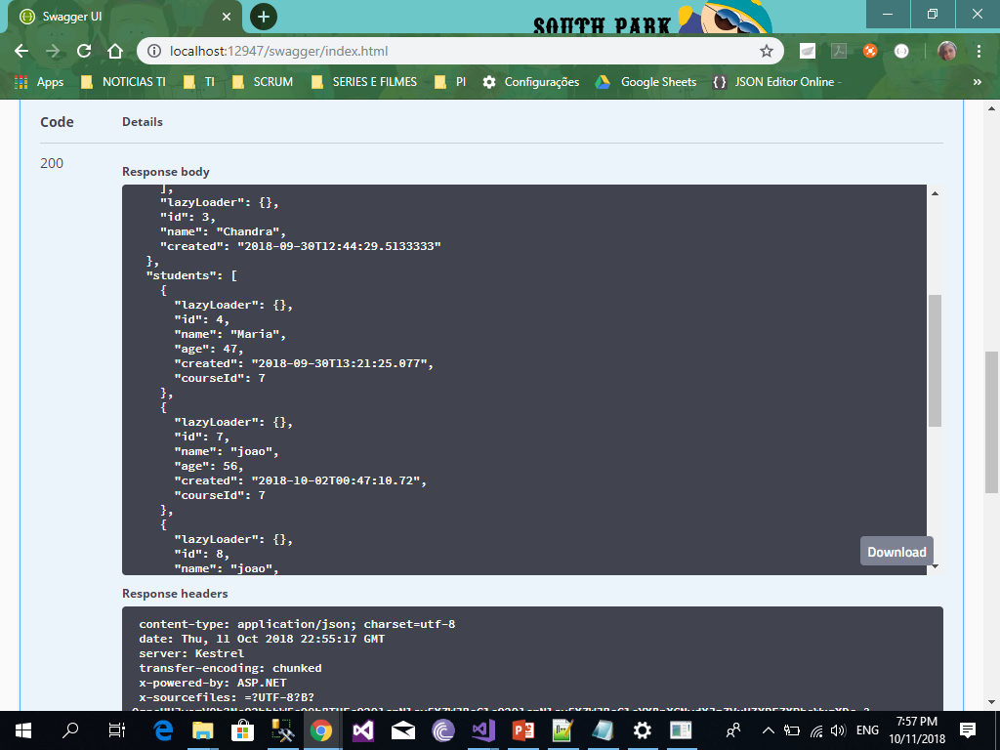 Swagger UI
SOUTH PARK
localhost:12947/swagger/index.html
Apps NOTICIAS TI TI SCRUM SERIES E FILMES PI Configurações Google Sheets JSON Editor Online -
Code Details
200
Response body
],
"lazyLoader": {},
"id": 3,
"name": "Chandra",
"created": "2018-09-30T12:44:29.5133333"
},
"students": [
{
"lazyLoader": {},
"id": 4,
"name": "Maria",
"age": 47,
"created": "2018-09-30T13:21:25.077",
"courseId": 7
},
{
"lazyLoader": {},
"id": 7,
"name": "joao",
"age": 56,
"created": "2018-10-02T00:47:10.72",
"courseId": 7
},
{
"lazyLoader": {},
"id": 8,
"name": "joao",
Download
Response headers
content-type: application/json; charset=utf-8
date: Thu, 11 Oct 2018 22:55:17 GMT
server: Kestrel
transfer-encoding: chunked
x-powered-by: ASP.NET
x-sourcefiles: =?UTF-8?B?
ENG
7:57 PM
10/11/2018